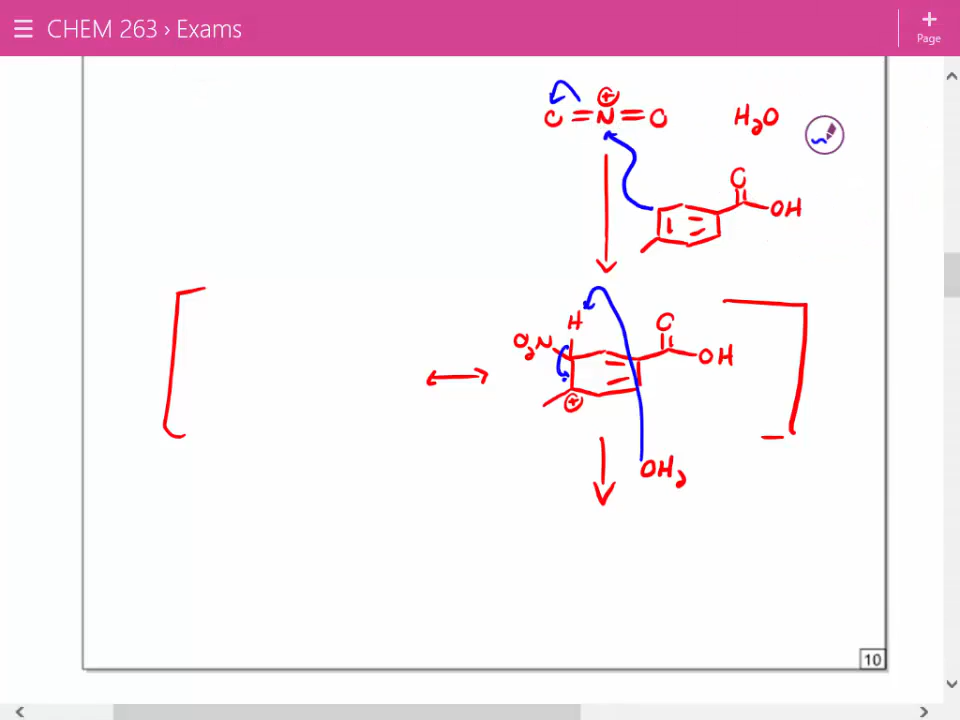 ☰ CHEM 263 › Exams
+
Page
O=N⊕=O H₂O
O
OH
H
O₂N
O
OH
⊕
OH₂
10